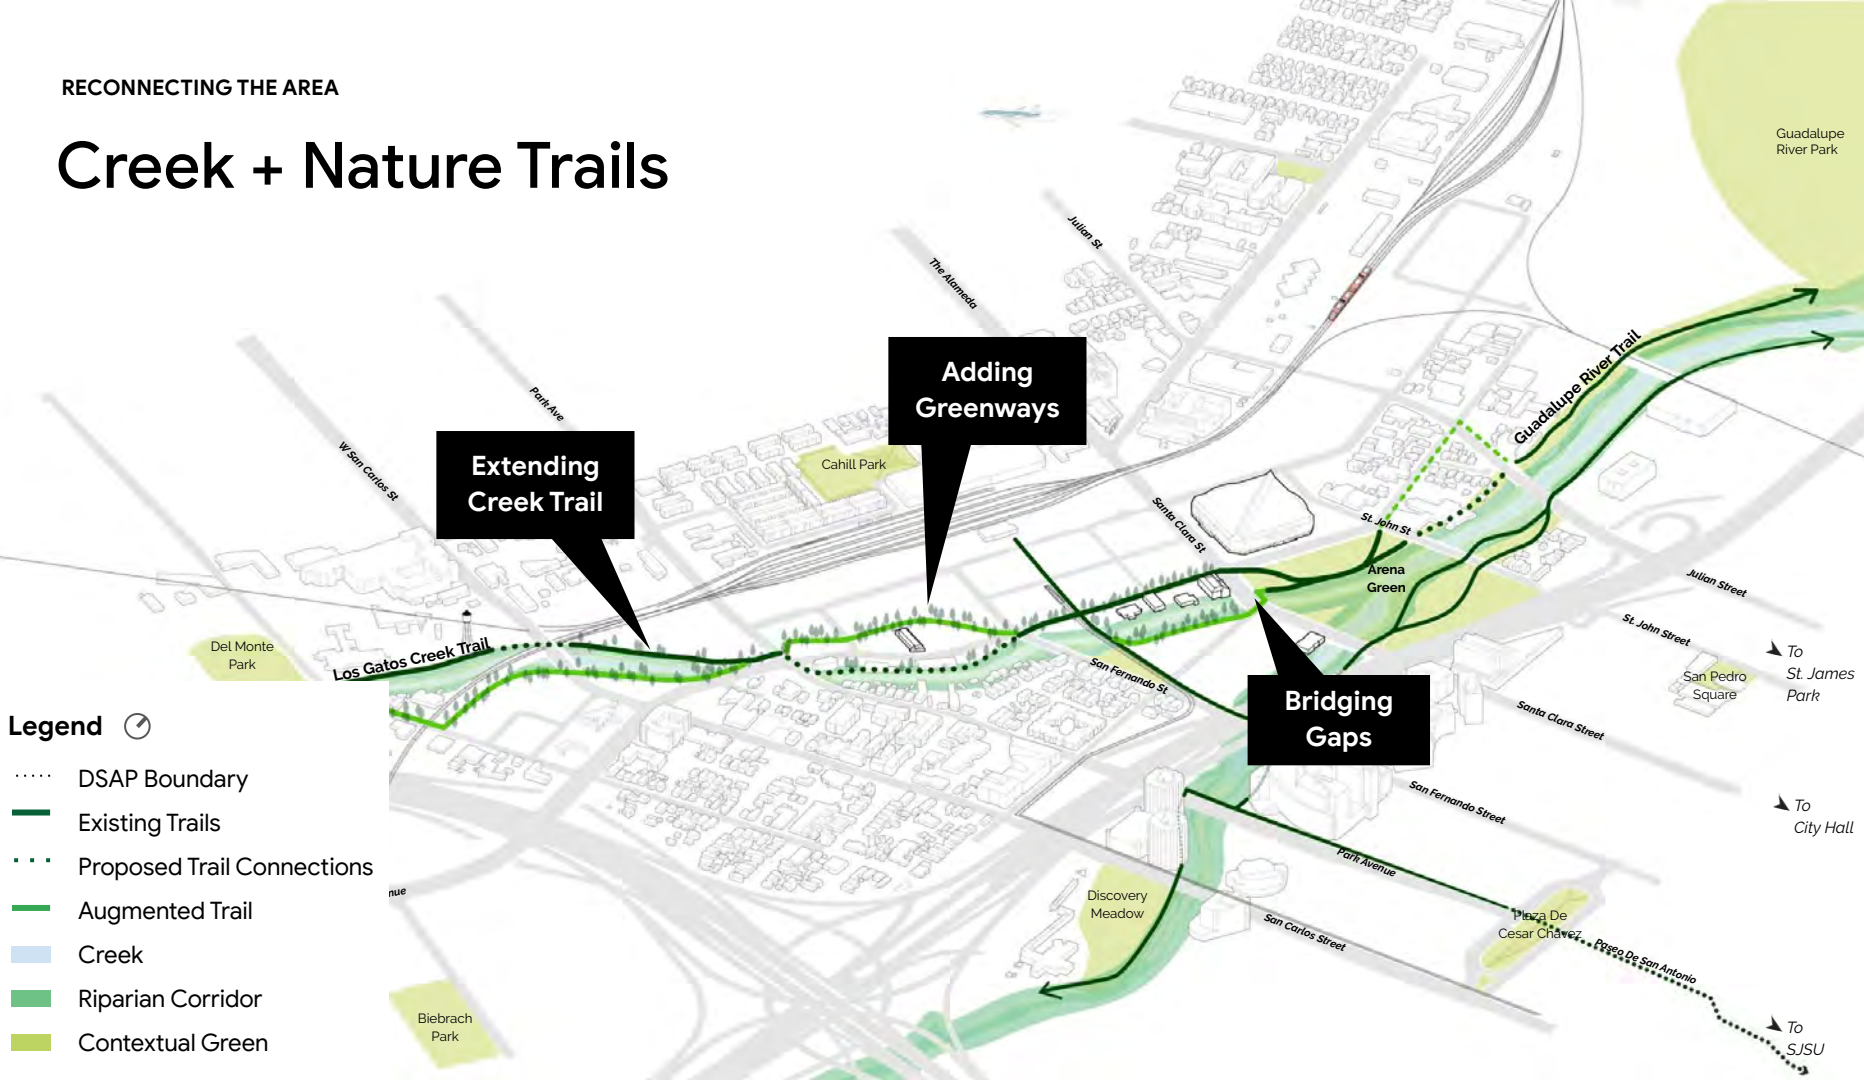 RECONNECTING THE AREA
Creek + Nature Trails
Guadalupe
River Park
Julian St
The Alameda
Park Ave
W San Carlos St
Adding
Greenways
Extending
Creek Trail
Cahill Park
Guadalupe River Trail
Santa Clara St
St. John St
Arena
Green
Julian Street
St. John Street
To
St. James
Park
San Pedro
Square
Del Monte
Park
Los Gatos Creek Trail
San Fernando St
Bridging
Gaps
Santa Clara Street
San Fernando Street
To
City Hall
Park Avenue
Discovery
Meadow
San Carlos Street
Plaza De
Cesar Chavez
Paseo De San Antonio
To
SJSU
Biebrach
Park
nue
Legend
DSAP Boundary
Existing Trails
Proposed Trail Connections
Augmented Trail
Creek
Riparian Corridor
Contextual Green